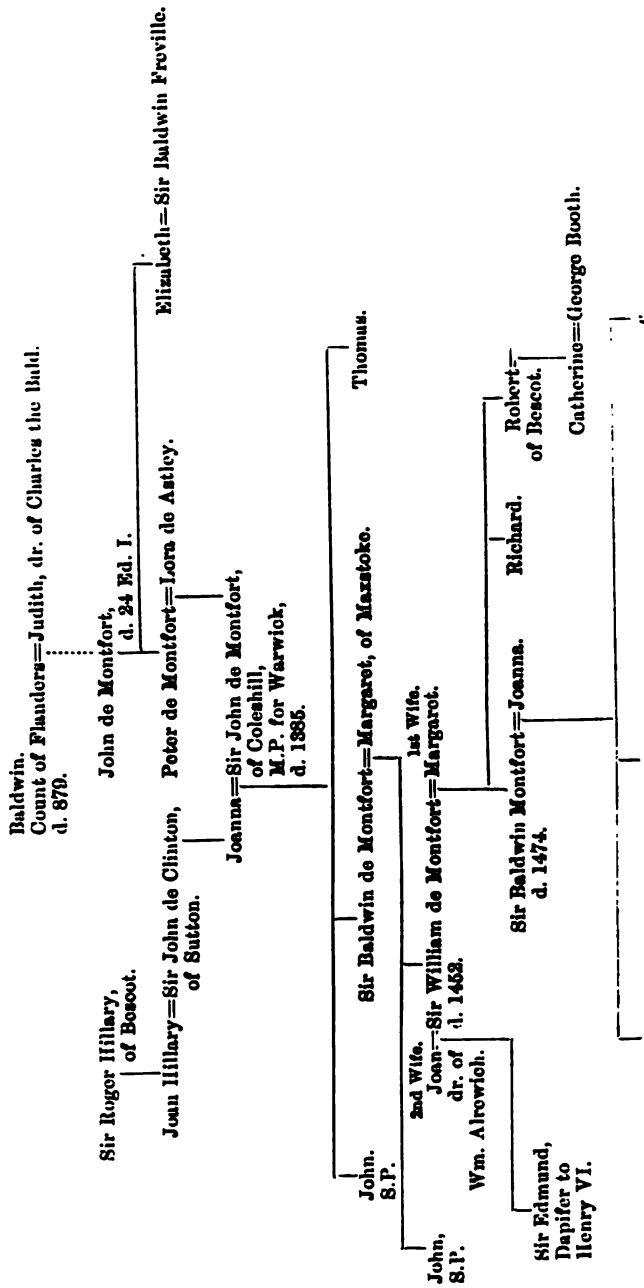 Baldwin.
Count of Flanders=Judith, dr. of Charles the Bald.
d. 879.
John de Montfort,
d. 24 Ed. I.
Sir Roger Hillary,
of Bescot.
Joan Hillary=Sir John de Clinton,
of Sutton.
Peter de Montfort=Lora de Astley.
Elizabeth=Sir Baldwin Freville.
Joanna=Sir John de Montfort,
of Coleshill,
M.P. for Warwick,
d. 1385.
John.
S.P.
Sir Baldwin de Montfort=Margaret, of Maxstoke.
Thomas.
John,
S.P.
2nd Wife.
1st Wife.
Joan=Sir William de Montfort=Margaret.
dr. of
d. 1452.
Wm. Alrewich.
Sir Edmund,
Dapifer to
Henry VI.
Sir Baldwin Montfort=Joanna.
d. 1474.
Richard.
Robert=
of Bescot.
Catherine=George Booth.